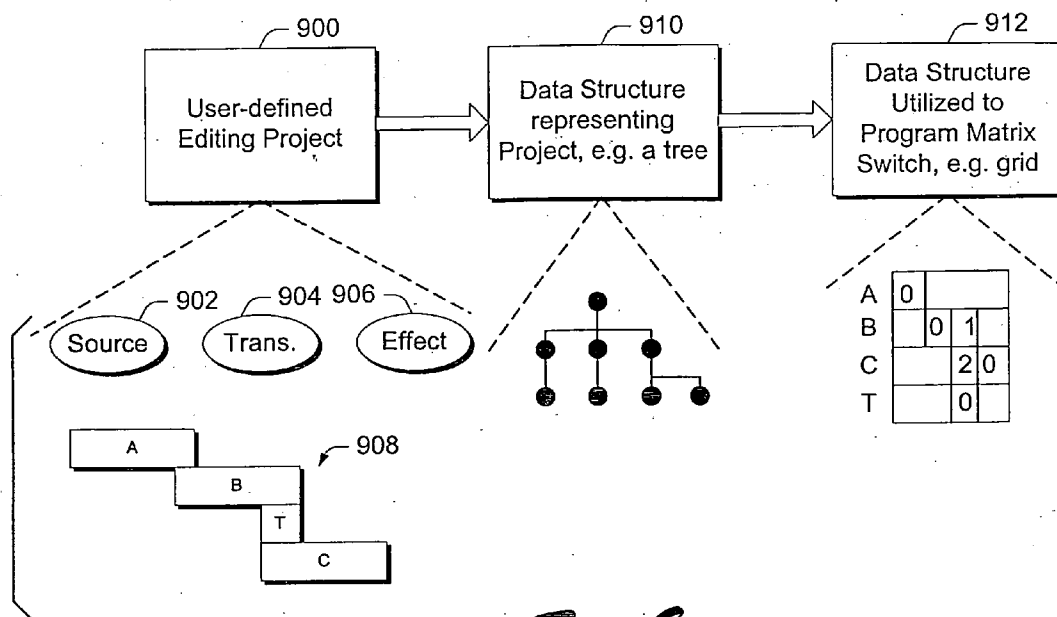 900
910
912
User-defined
Editing Project
Data Structure
representing
Project, e.g. a tree
Data Structure
Utilized to
Program Matrix
Switch, e.g. grid
902
904
906
Source
Trans.
Effect
908
A
B
T
C
A 0
B 0 1
C 2 0
T 0